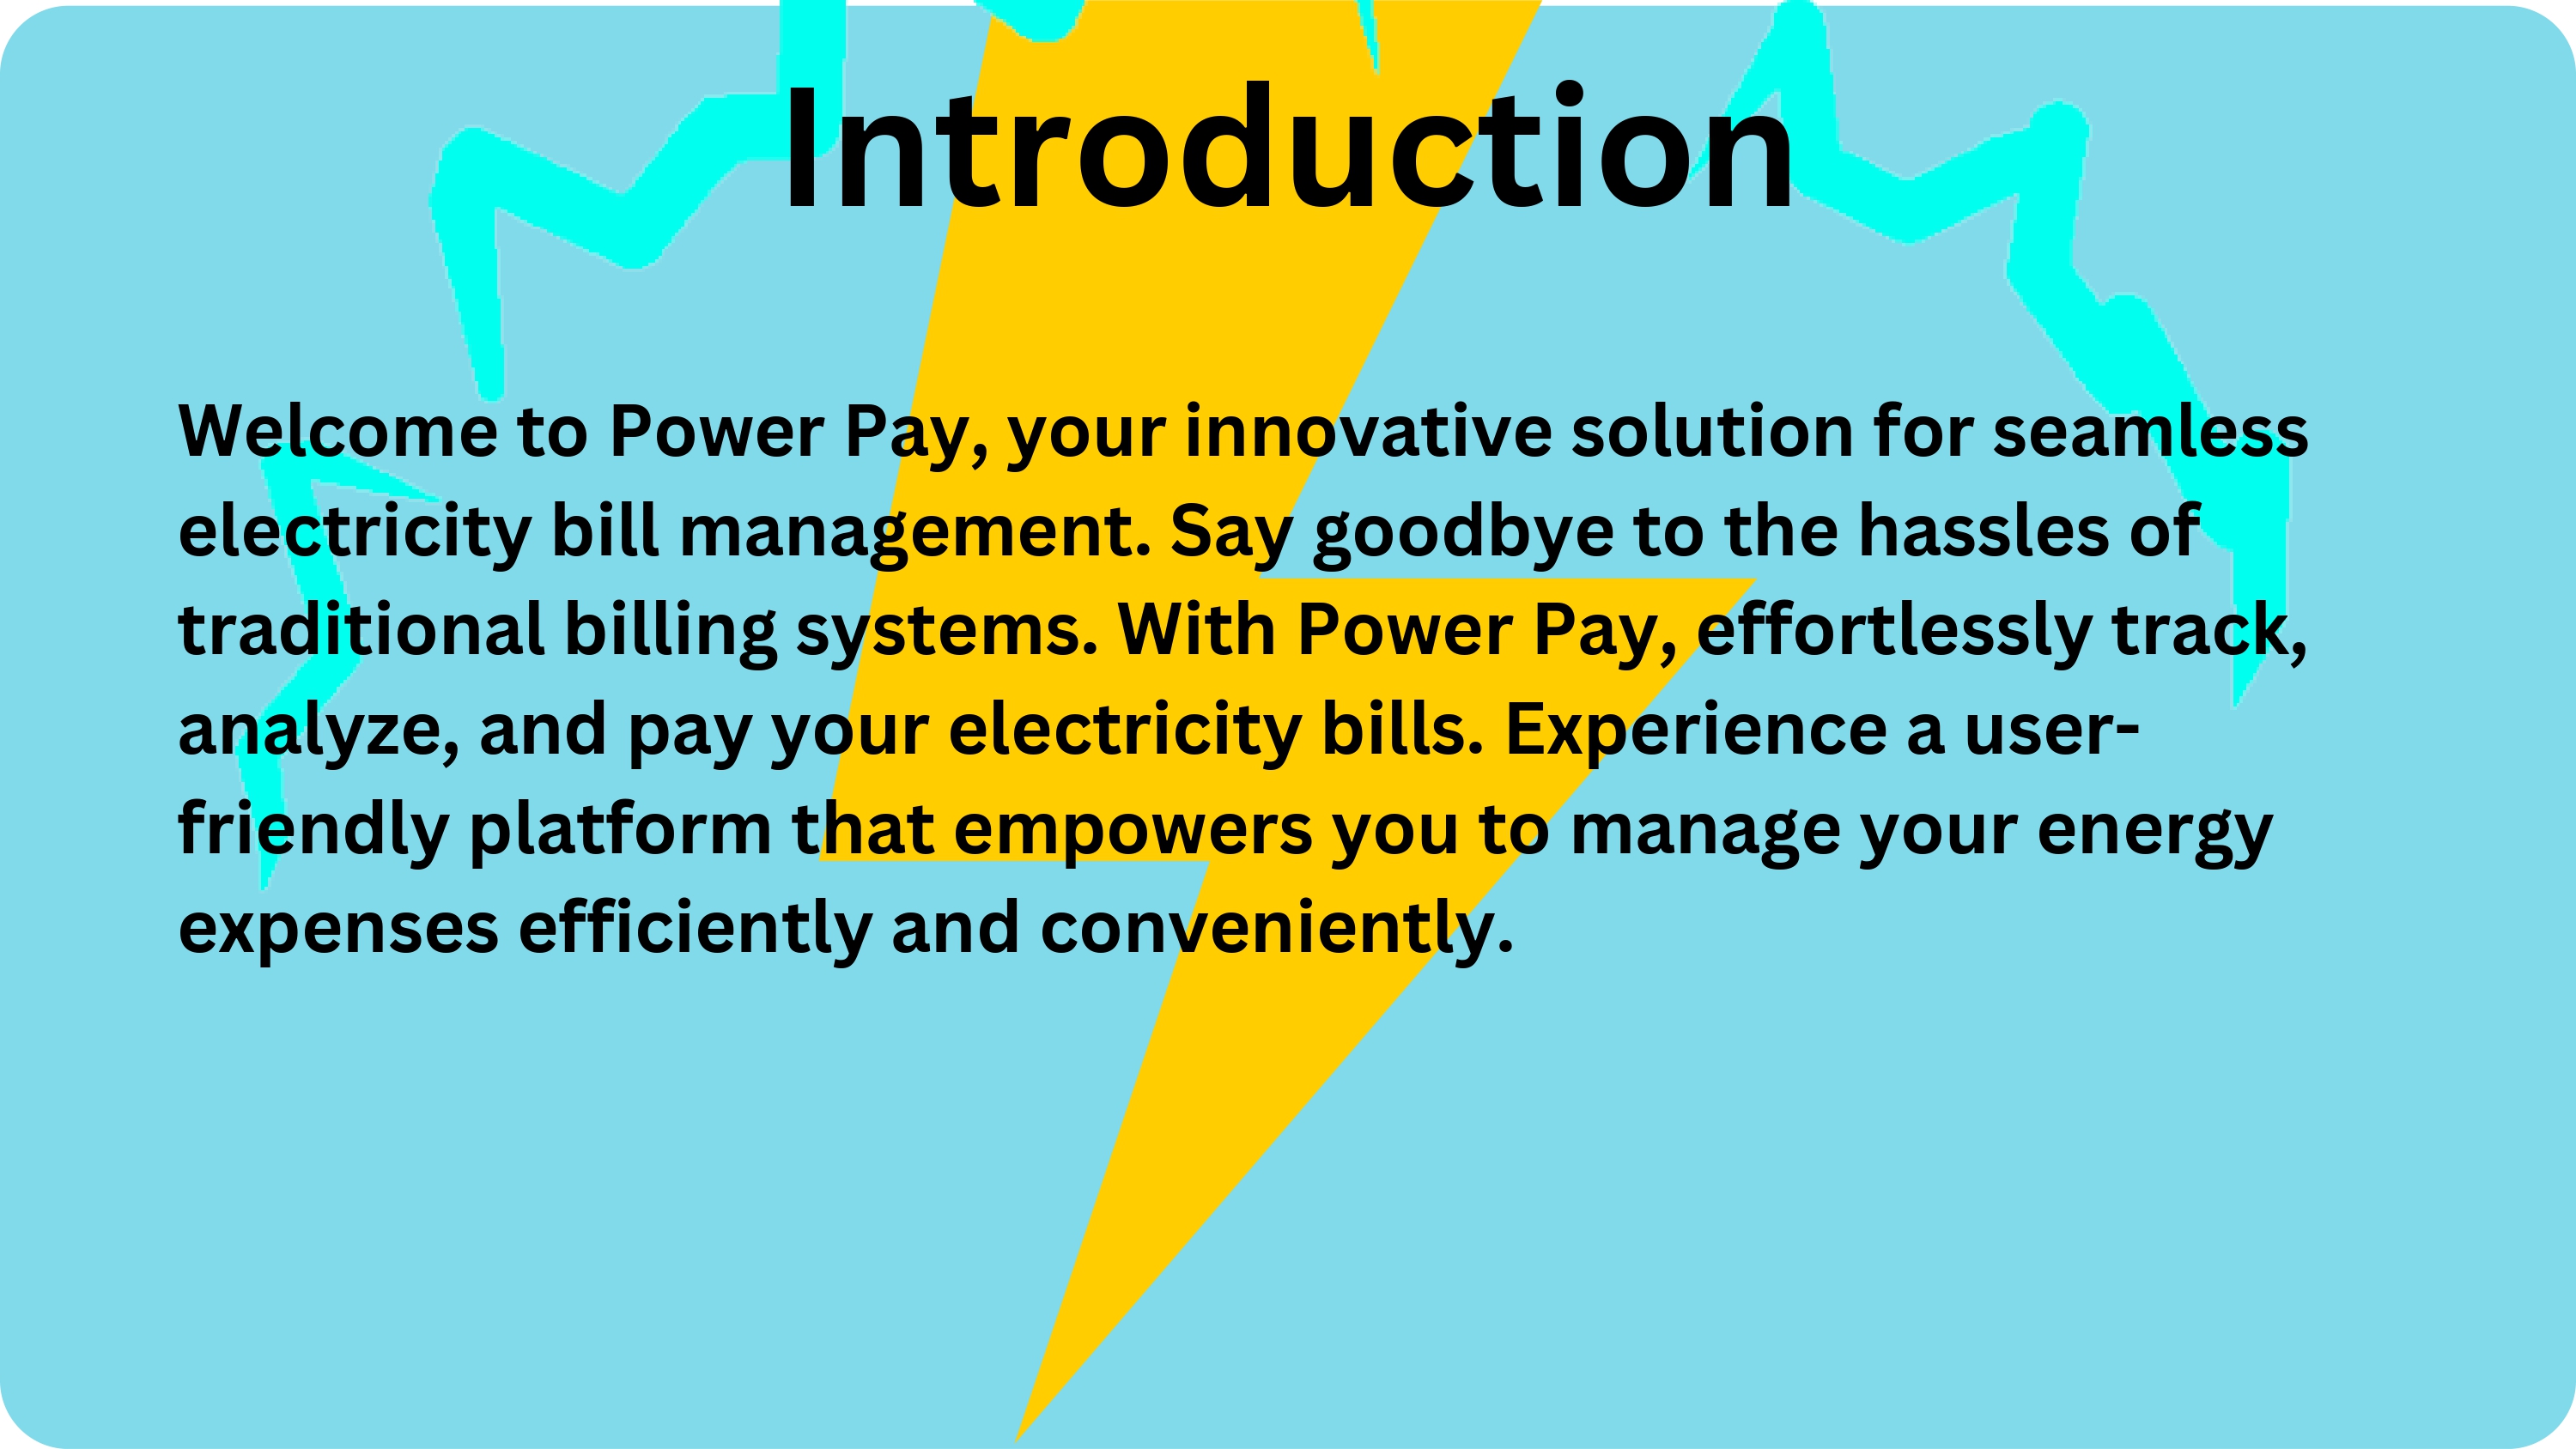 Introduction
Welcome to Power Pay, your innovative solution for seamless
electricity bill management. Say goodbye to the hassles of
traditional billing systems. With Power Pay, effortlessly track,
analyze, and pay your electricity bills. Experience a user-
friendly platform that empowers you to manage your energy
expenses efficiently and conveniently.